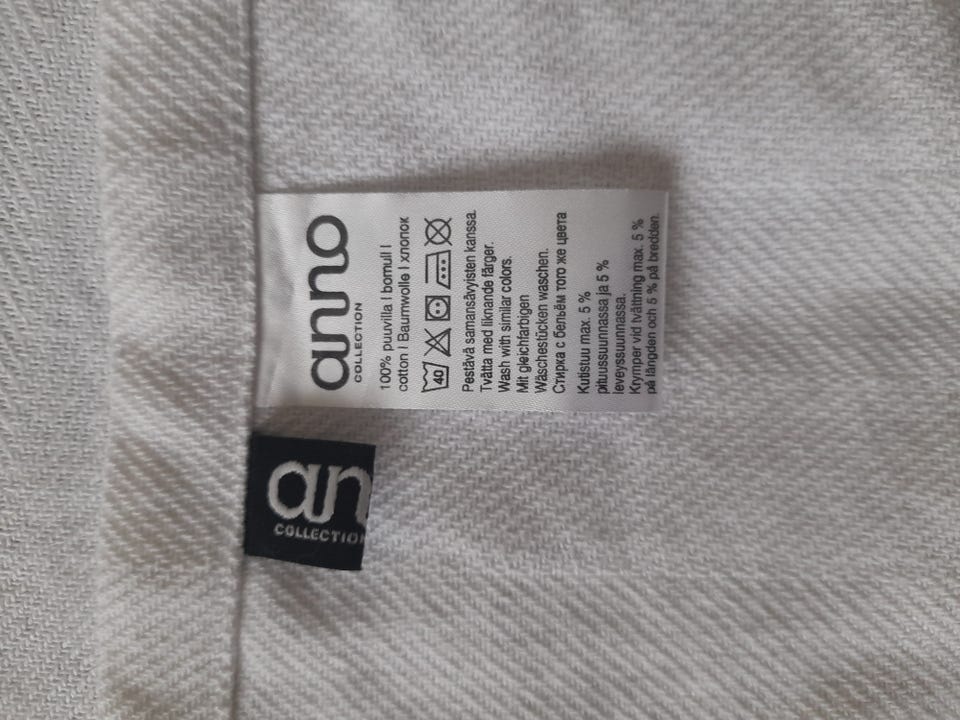 anno
COLLECTION
100% puuvilla | bomull |
cotton | Baumwolle | хлопок
40
Pestävä samansävyisten kanssa.
Tvätta med liknande färger.
Wash with similar colors.
Mit gleichfarbigen
Wäschestücken waschen.
Стирка с бельём того же цвета
Kutistuu max. 5 %
pituussuunnassa ja 5 %
leveyssuunnassa.
Krymper vid tvättning max. 5 %
på längden och 5 % på bredden.
an
COLLECTION